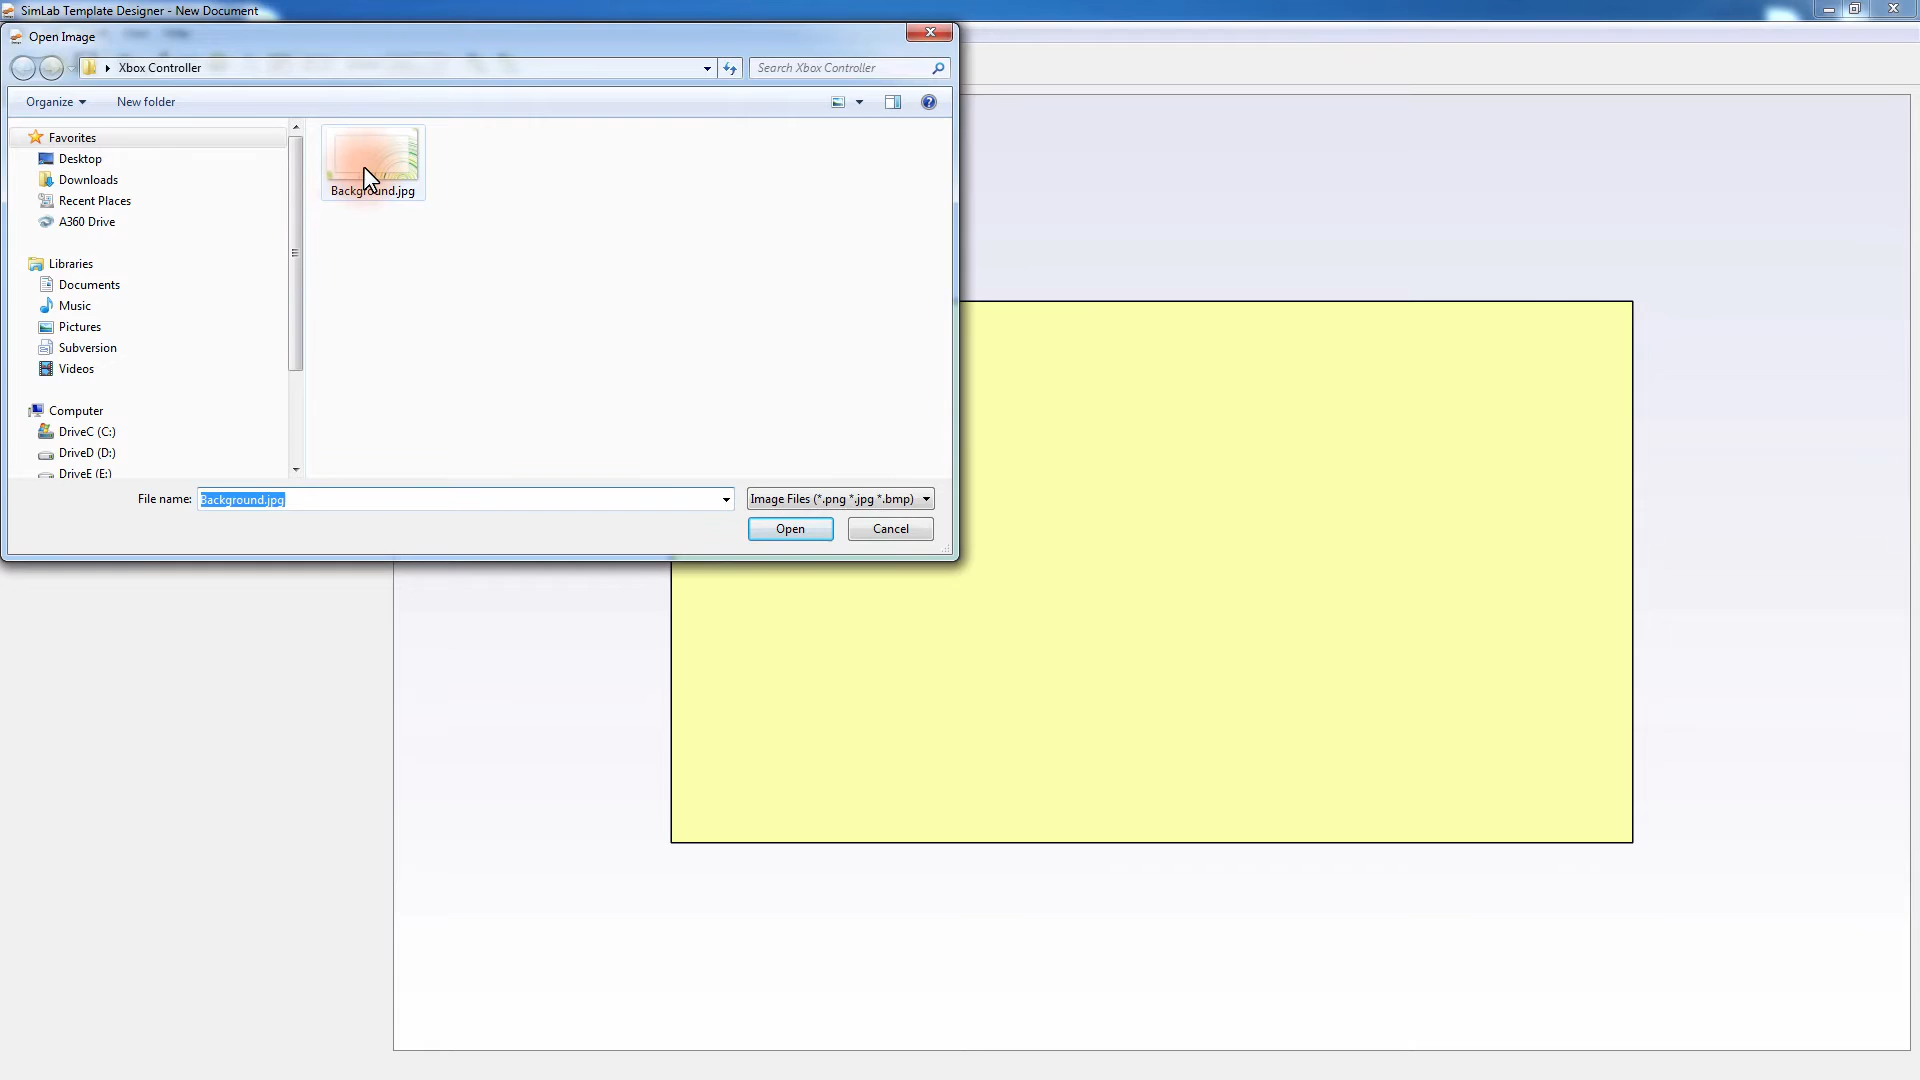 SimLab Template Designer - New Document
Open Image
Xbox Controller
Search Xbox Controller
Organize
New folder
Favorites
Desktop
Downloads
Recent Places
A360 Drive
Libraries
Documents
Music
Pictures
Subversion
Videos
Computer
DriveC (C:)
DriveD (D:)
DriveE (E:)
Background.jpg
File name:
Background.jpg
Image Files (*.png *.jpg *.bmp)
Open
Cancel